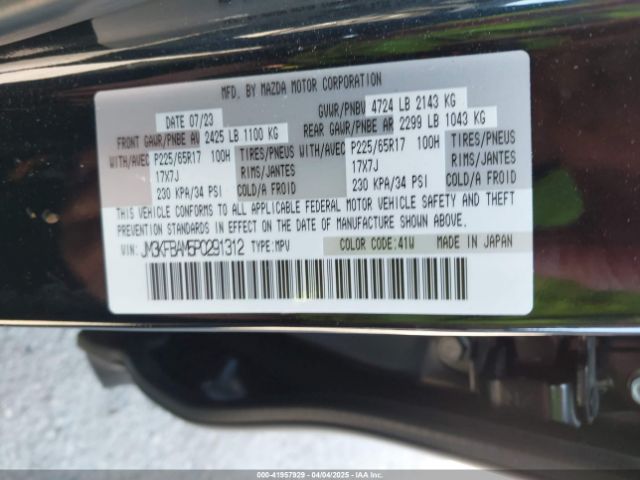 MFD. BY MAZDA MOTOR CORPORATION
DATE 07/23 GVWR/PNBV 4724 LB 2143 KG
FRONT GAWR/PNBE AV 2425 LB 1100 KG REAR GAWR/PNBE AR 2299 LB 1043 KG
WITH/AVEC P225/65R17 100H TIRES/PNEUS WITH/AVEC P225/65R17 100H TIRES/PNEUS
17X7J RIMS/JANTES 17X7J RIMS/JANTES
230 KPA/34 PSI COLD/A FROID 230 KPA/34 PSI COLD/A FROID
THIS VEHICLE CONFORMS TO ALL APPLICABLE FEDERAL MOTOR VEHICLE SAFETY AND THEFT
PREVENTION STANDARDS IN EFFECT ON THE DATE OF MANUFACTURE SHOWN ABOVE.
VIN: JM3KFBAM5P0291312 TYPE:MPV COLOR CODE:41W MADE IN JAPAN
000-41957929 - 04/04/2025 - IAAI.com